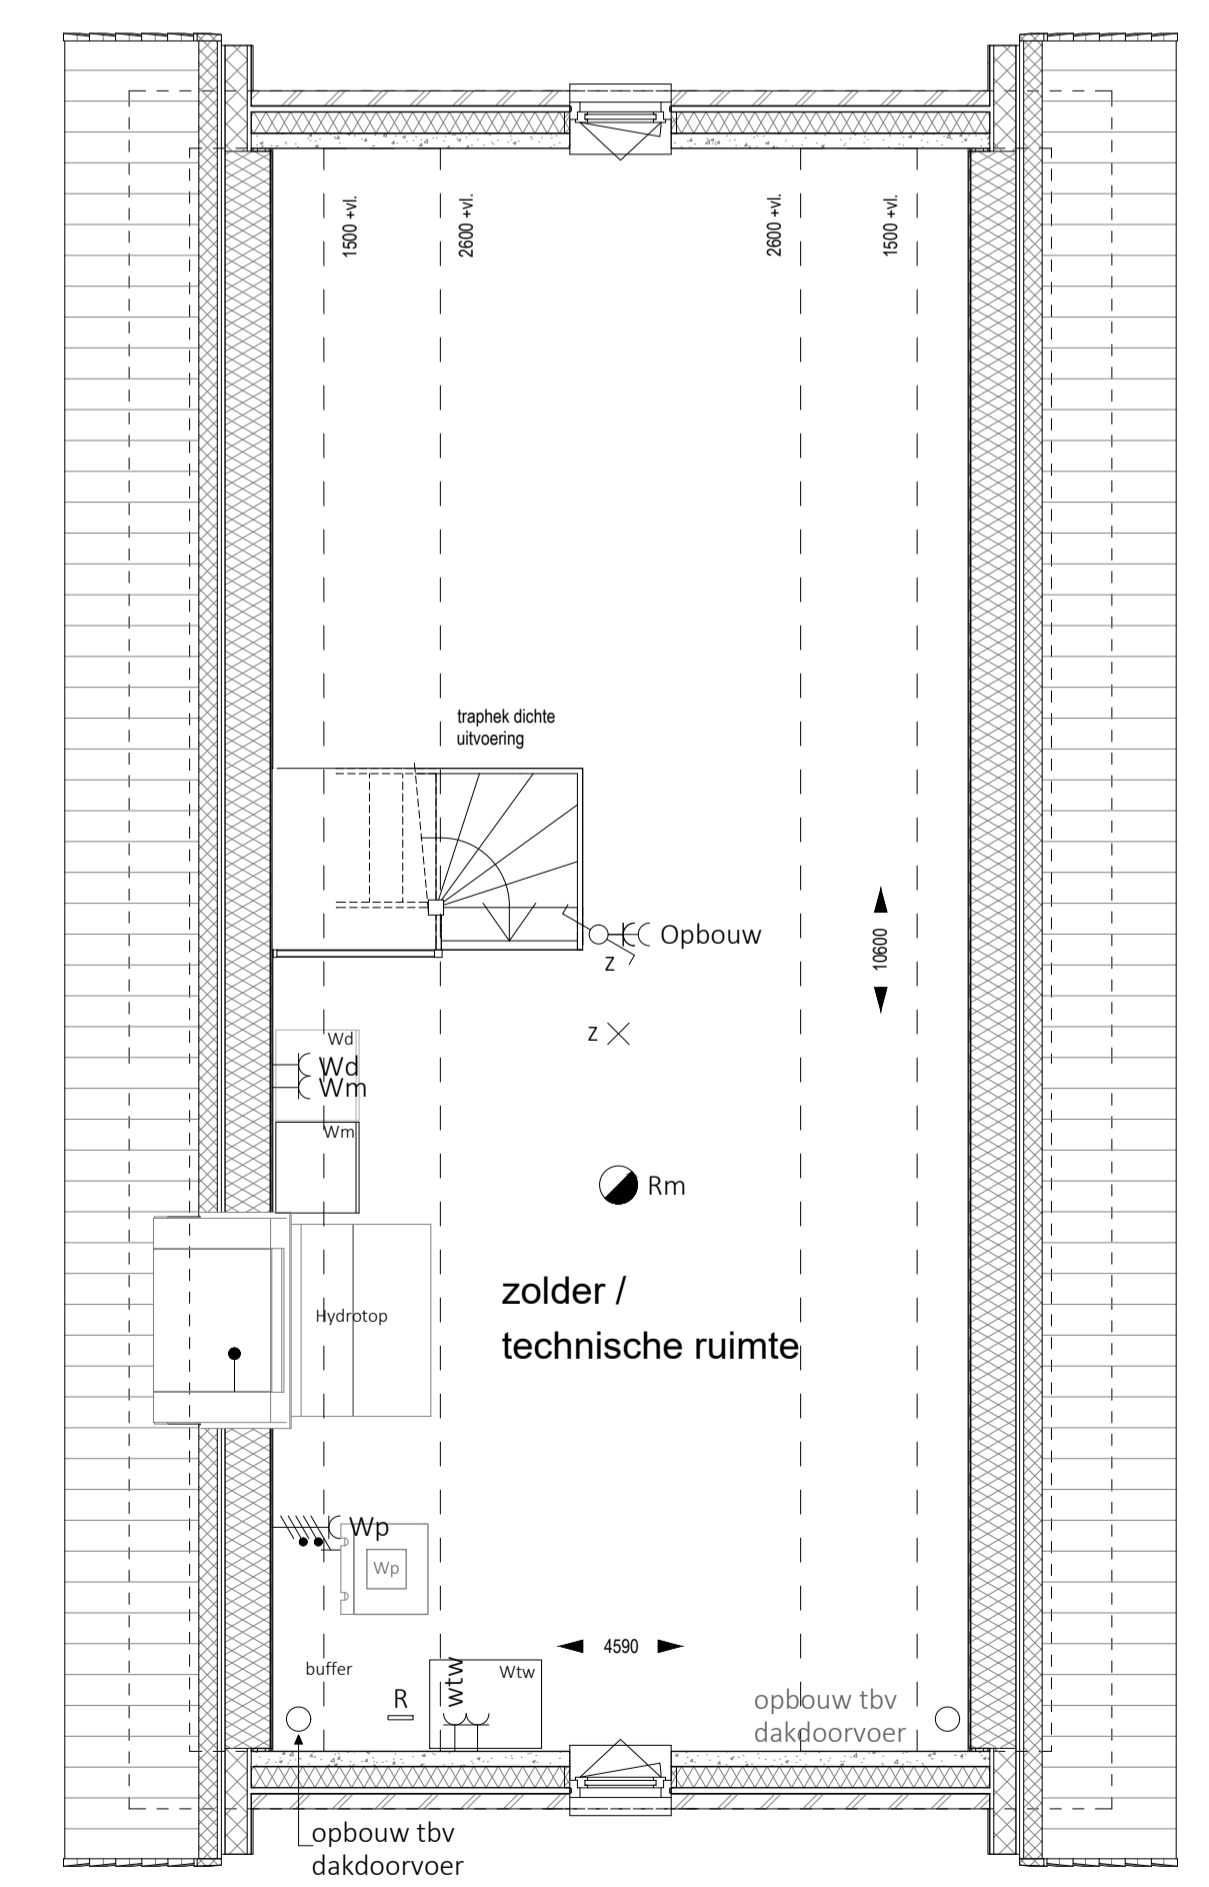 1500 +vl.
2600 +vl.
2600 +vl.
1500 +vl.
traphek dichte
uitvoering
Opbouw
z
10600
z
Wd
Wd
Wm
Wm
Rm
zolder /
technische ruimte
Hydrotop
Wp
Wp
4590
buffer
R
wtw
Wtw
opbouw tbv
dakdoorvoer
opbouw tbv
dakdoorvoer